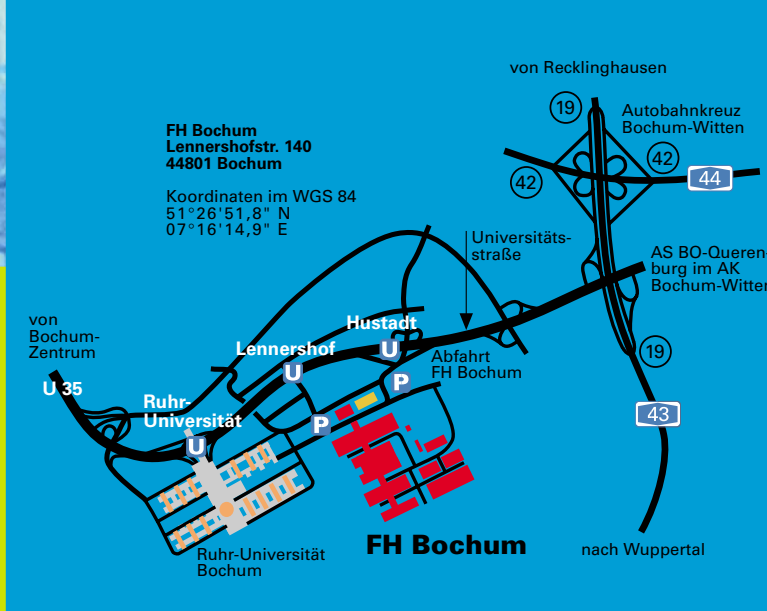 von Recklinghausen
19
Autobahnkreuz
Bochum-Witten
FH Bochum
Lennershofstr. 140
44801 Bochum
42
42
44
Koordinaten im WGS 84
51°26'51,8" N
07°16'14,9" E
Universitäts-
straße
AS BO-Queren-
burg im AK
Bochum-Witten
von
Bochum-
Zentrum
Hustadt
Lennershof
U
U
Abfahrt
FH Bochum
19
U 35
Ruhr-
Universität
P
P
43
U
FH Bochum
Ruhr-Universität
Bochum
nach Wuppertal